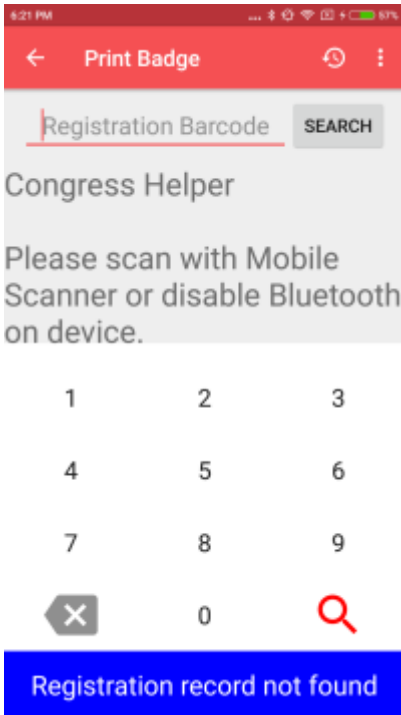 6:21 PM ... 57%
Print Badge
Registration Barcode SEARCH
Congress Helper
Please scan with Mobile
Scanner or disable Bluetooth
on device.
1 2 3
4 5 6
7 8 9
0
Registration record not found